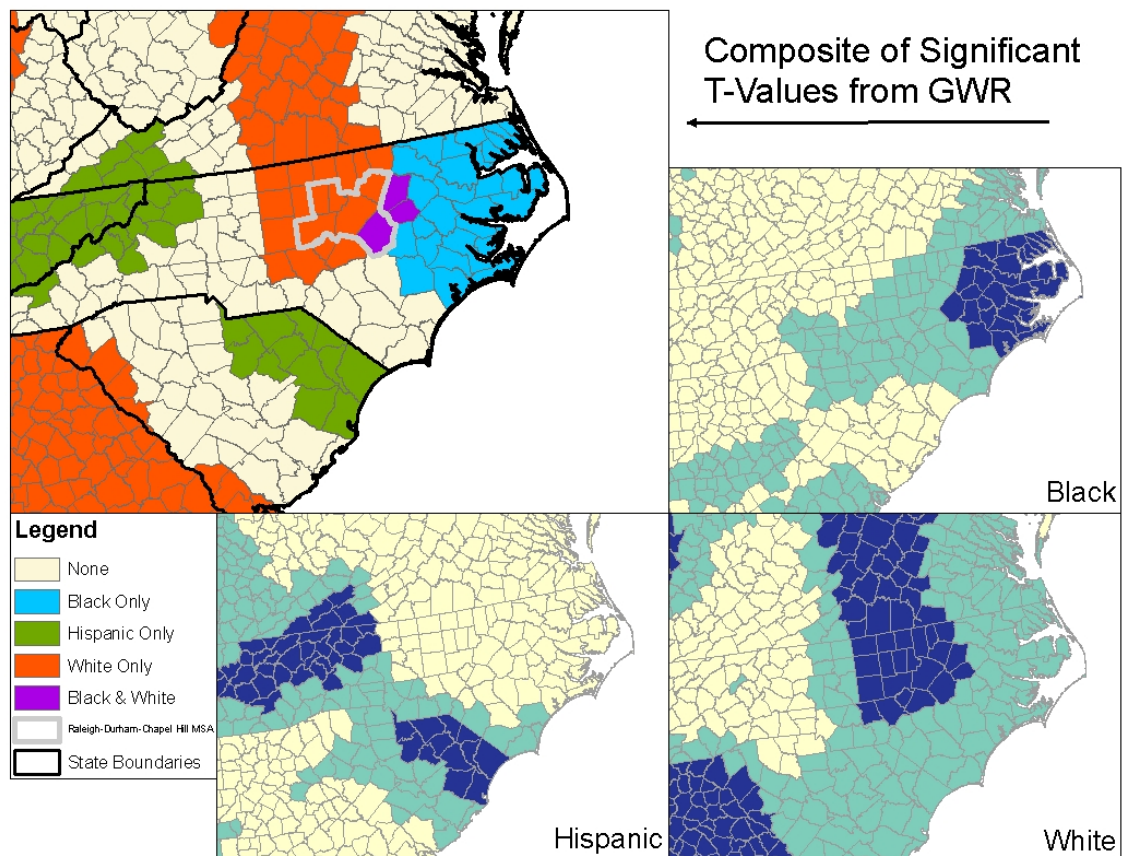 Composite of Significant
T-Values from GWR
Black
Legend
None
Black Only
Hispanic Only
White Only
Black & White
Raleigh-Durham-Chapel Hill MSA
State Boundaries
Hispanic
White